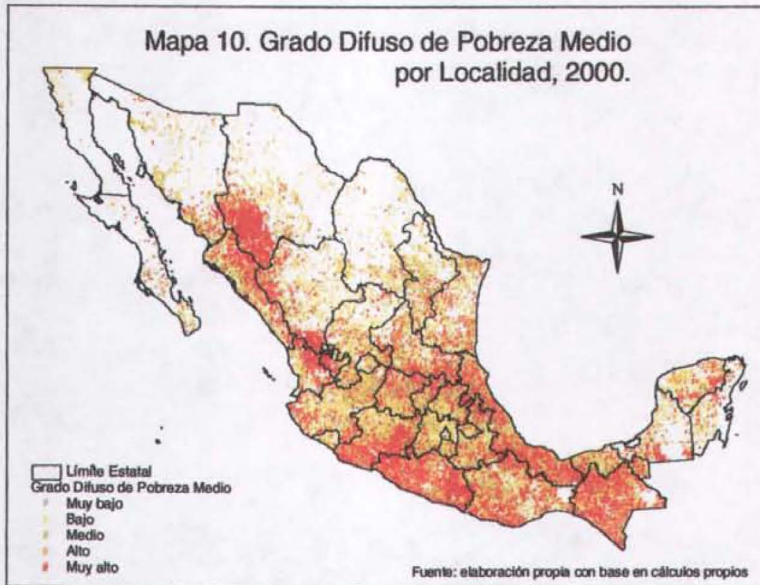 Mapa 10. Grado Difuso de Pobreza Medio
por Localidad, 2000.
N
Límite Estatal
Grado Difuso de Pobreza Medio
Muy bajo
Bajo
Medio
Alto
Muy alto
Fuente: elaboración propia con base en cálculos propios